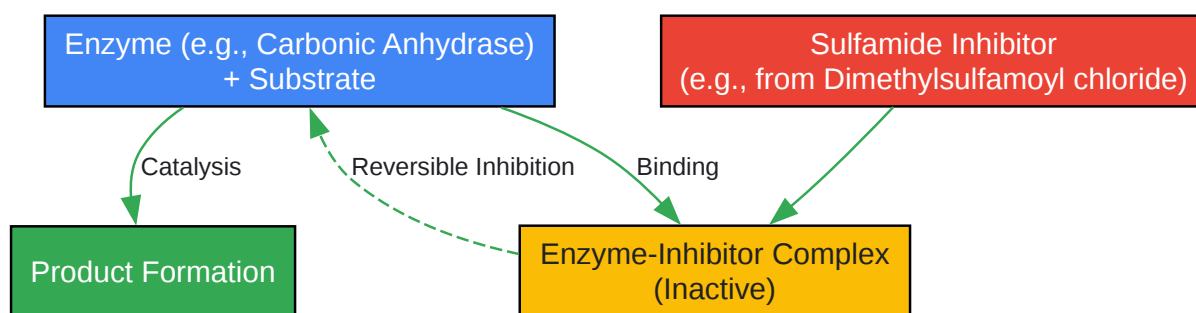 Enzyme (e.g., Carbonic Anhydrase)
+ Substrate
Sulfamide Inhibitor
(e.g., from Dimethylsulfamoyl chloride)
Catalysis
Reversible Inhibition
Binding
Product Formation
Enzyme-Inhibitor Complex
(Inactive)